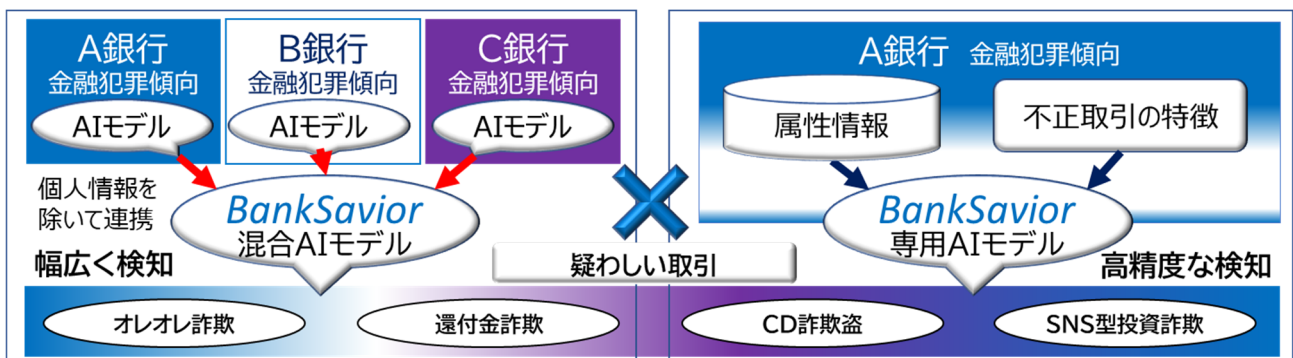 A銀行
金融犯罪傾向
AIモデル
B銀行
金融犯罪傾向
AIモデル
C銀行
金融犯罪傾向
AIモデル
個人情報を
除いて連携
BankSavior
混合AIモデル
幅広く検知
A銀行 金融犯罪傾向
属性情報
不正取引の特徴
BankSavior
専用AIモデル
高精度な検知
疑わしい取引
オレオレ詐欺
還付金詐欺
CD詐欺盗
SNS型投資詐欺